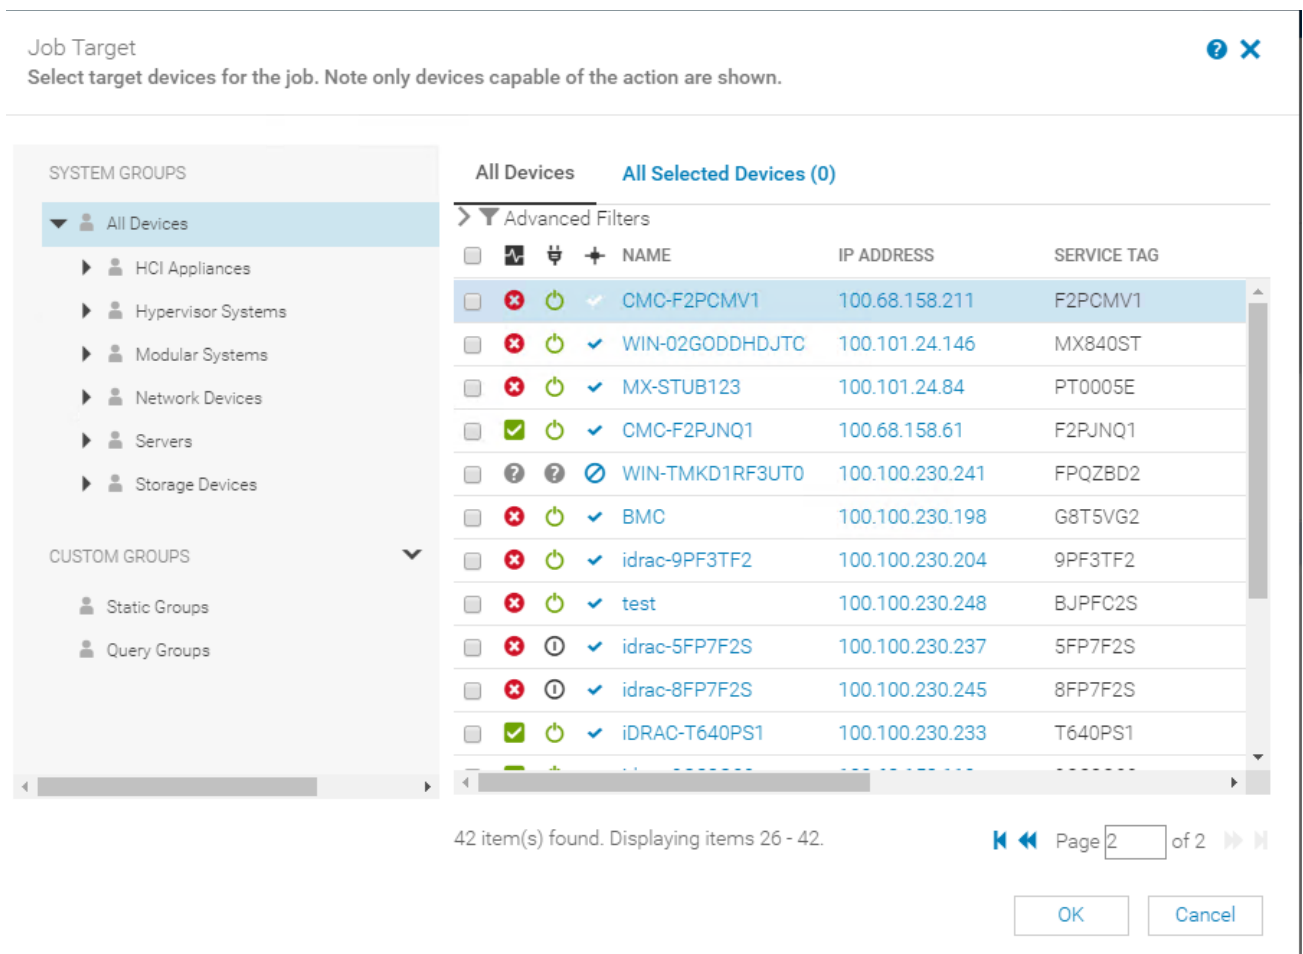 Job Target
Select target devices for the job. Note only devices capable of the action are shown.
SYSTEM GROUPS
All Devices
HCI Appliances
Hypervisor Systems
Modular Systems
Network Devices
Servers
Storage Devices
CUSTOM GROUPS
Static Groups
Query Groups
All Devices All Selected Devices (0)
Advanced Filters
NAME IP ADDRESS SERVICE TAG
CMC-F2PCMV1 100.68.158.211 F2PCMV1
WIN-02GODDHDJTC 100.101.24.146 MX840ST
MX-STUB123 100.101.24.84 PT0005E
CMC-F2PJNQ1 100.68.158.61 F2PJNQ1
WIN-TMKD1RF3UT0 100.100.230.241 FPQZBD2
BMC 100.100.230.198 G8T5VG2
idrac-9PF3TF2 100.100.230.204 9PF3TF2
test 100.100.230.248 BJPFC2S
idrac-5FP7F2S 100.100.230.237 5FP7F2S
idrac-8FP7F2S 100.100.230.245 8FP7F2S
iDRAC-T640PS1 100.100.230.233 T640PS1
42 item(s) found. Displaying items 26 - 42.
Page 2 of 2
OK Cancel